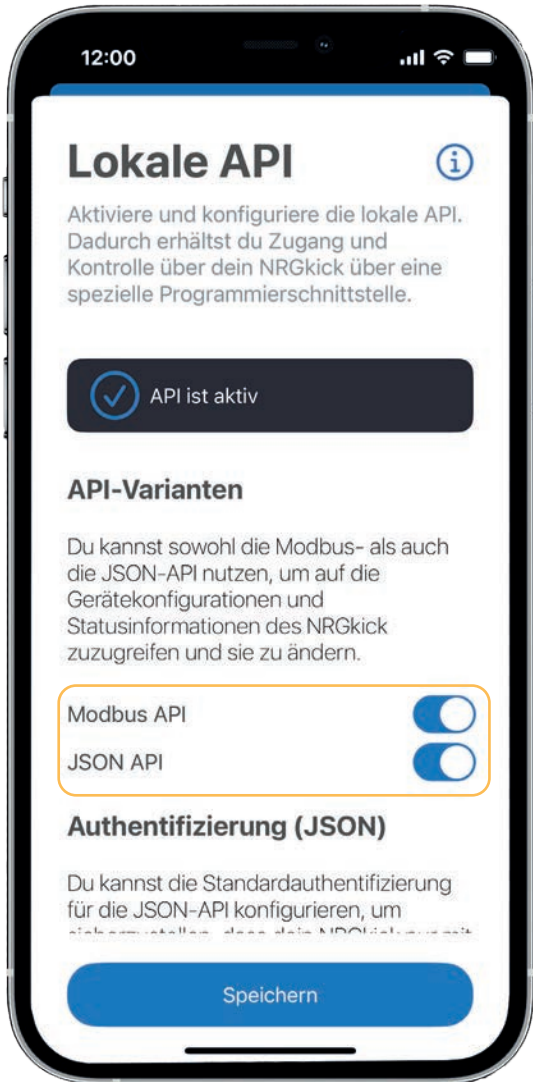 12:00
Lokale API
Aktiviere und konfiguriere die lokale API.
Dadurch erhältst du Zugang und
Kontrolle über dein NRGkick über eine
spezielle Programmierschnittstelle.
API ist aktiv
API-Varianten
Du kannst sowohl die Modbus- als auch
die JSON-API nutzen, um auf die
Gerätekonfigurationen und
Statusinformationen des NRGkick
zuzugreifen und sie zu ändern.
Modbus API
JSON API
Authentifizierung (JSON)
Du kannst die Standardauthentifizierung
für die JSON-API konfigurieren, um
Speichern